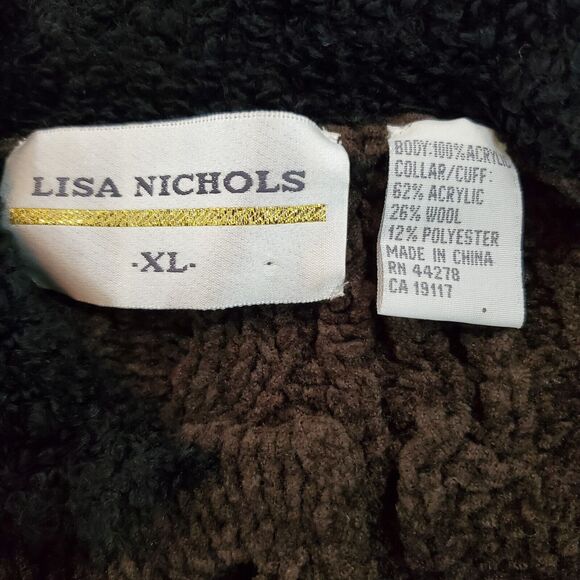 LISA NICHOLS
-XL-
BODY:100%ACRYLIC
COLLAR/CUFF:
62% ACRYLIC
26% WOOL
12% POLYESTER
MADE IN CHINA
RN 44278
CA 19117